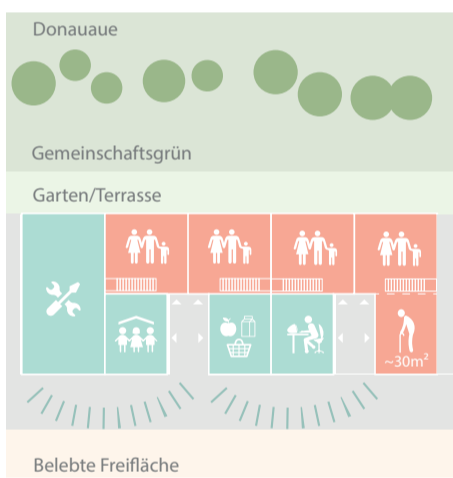 Donauaue
Gemeinschaftsgrün
Garten/Terrasse
~30m²
Belebte Freifläche